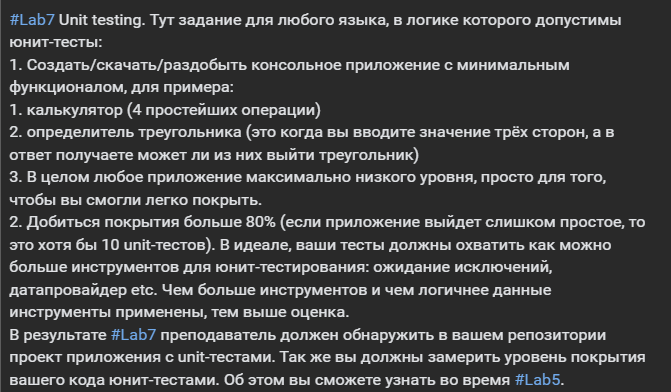 #Lab7 Unit testing. Тут задание для любого языка, в логике которого допустимы
юнит-тесты:
1. Создать/скачать/раздобыть консольное приложение с минимальным
функционалом, для примера:
1. калькулятор (4 простейших операции)
2. определитель треугольника (это когда вы вводите значение трёх сторон, а в
ответ получаете может ли из них выйти треугольник)
3. В целом любое приложение максимально низкого уровня, просто для того,
чтобы вы смогли легко покрыть.
2. Добиться покрытия больше 80% (если приложение выйдет слишком простое, то
это хотя бы 10 unit-тестов). В идеале, ваши тесты должны охватить как можно
больше инструментов для юнит-тестирования: ожидание исключений,
датапровайдер etc. Чем больше инструментов и чем логичнее данные
инструменты применены, тем выше оценка.
В результате #Lab7 преподаватель должен обнаружить в вашем репозитории
проект приложения с unit-тестами. Так же вы должны замерить уровень покрытия
вашего кода юнит-тестами. Об этом вы сможете узнать во время #Lab5.